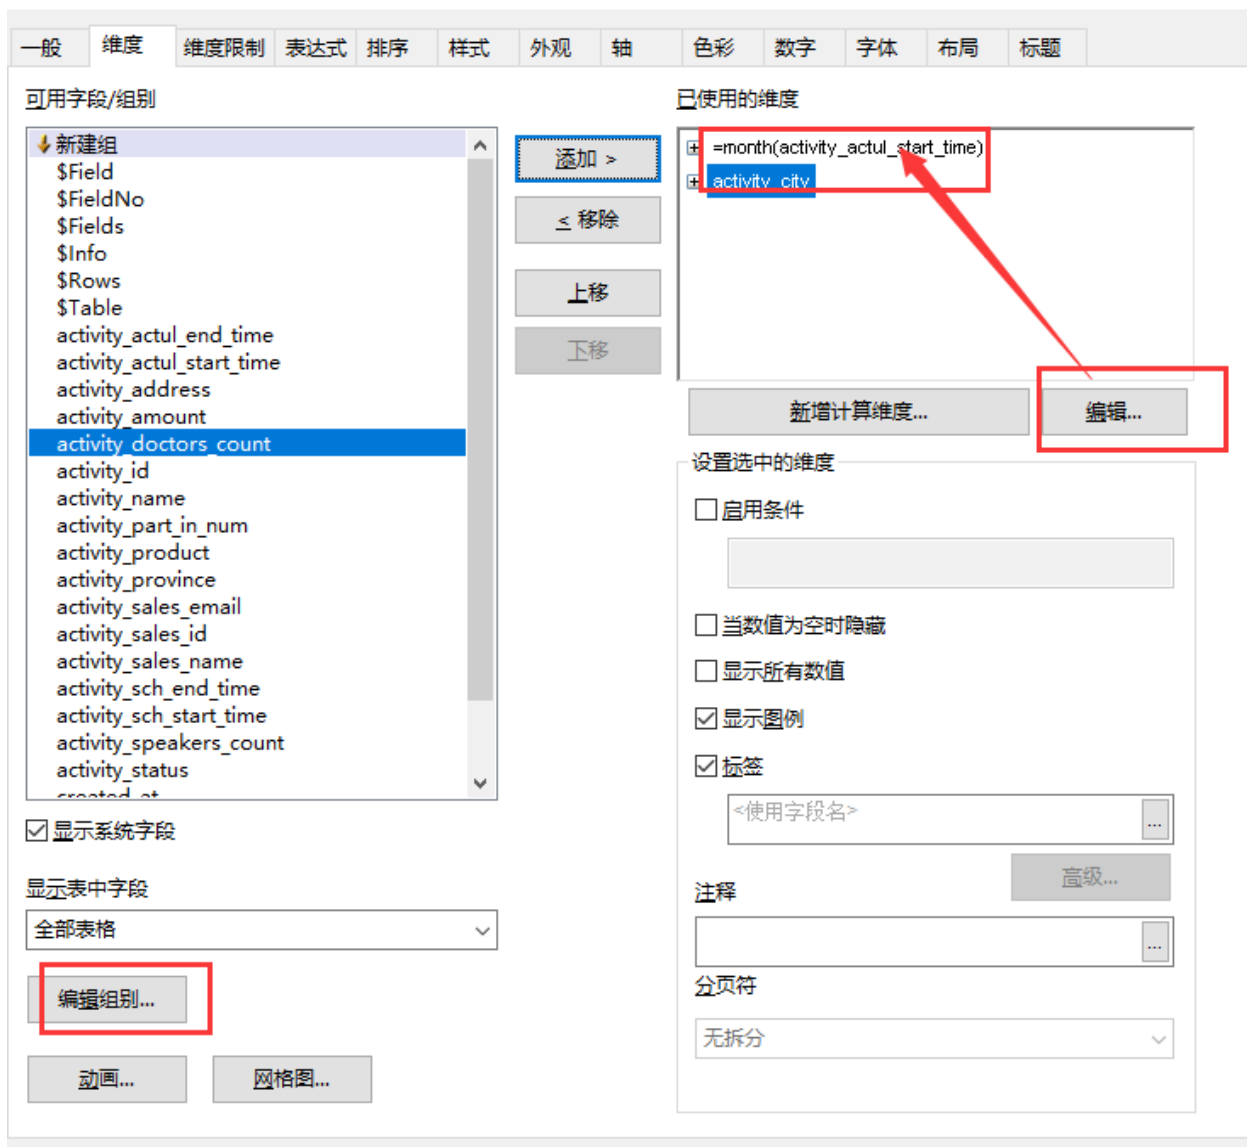 一般 维度 维度限制 表达式 排序 样式 外观 轴 色彩 数字 字体 布局 标题
可用字段/组别
新建组
$Field
$FieldNo
$Fields
$Info
$Rows
$Table
activity_actul_end_time
activity_actul_start_time
activity_address
activity_amount
activity_doctors_count
activity_id
activity_name
activity_part_in_num
activity_product
activity_province
activity_sales_email
activity_sales_id
activity_sales_name
activity_sch_end_time
activity_sch_start_time
activity_speakers_count
activity_status
created_at
显示系统字段
显示表中字段
全部表格
编辑组别...
动画... 网格图...
添加 >
< 移除
上移
下移
已使用的维度
=month(activity_actul_start_time)
activity_city
新增计算维度... 编辑...
设置选中的维度
启用条件
当数值为空时隐藏
显示所有数值
显示图例
标签
<使用字段名>
...
高级...
注释
...
分页符
无拆分